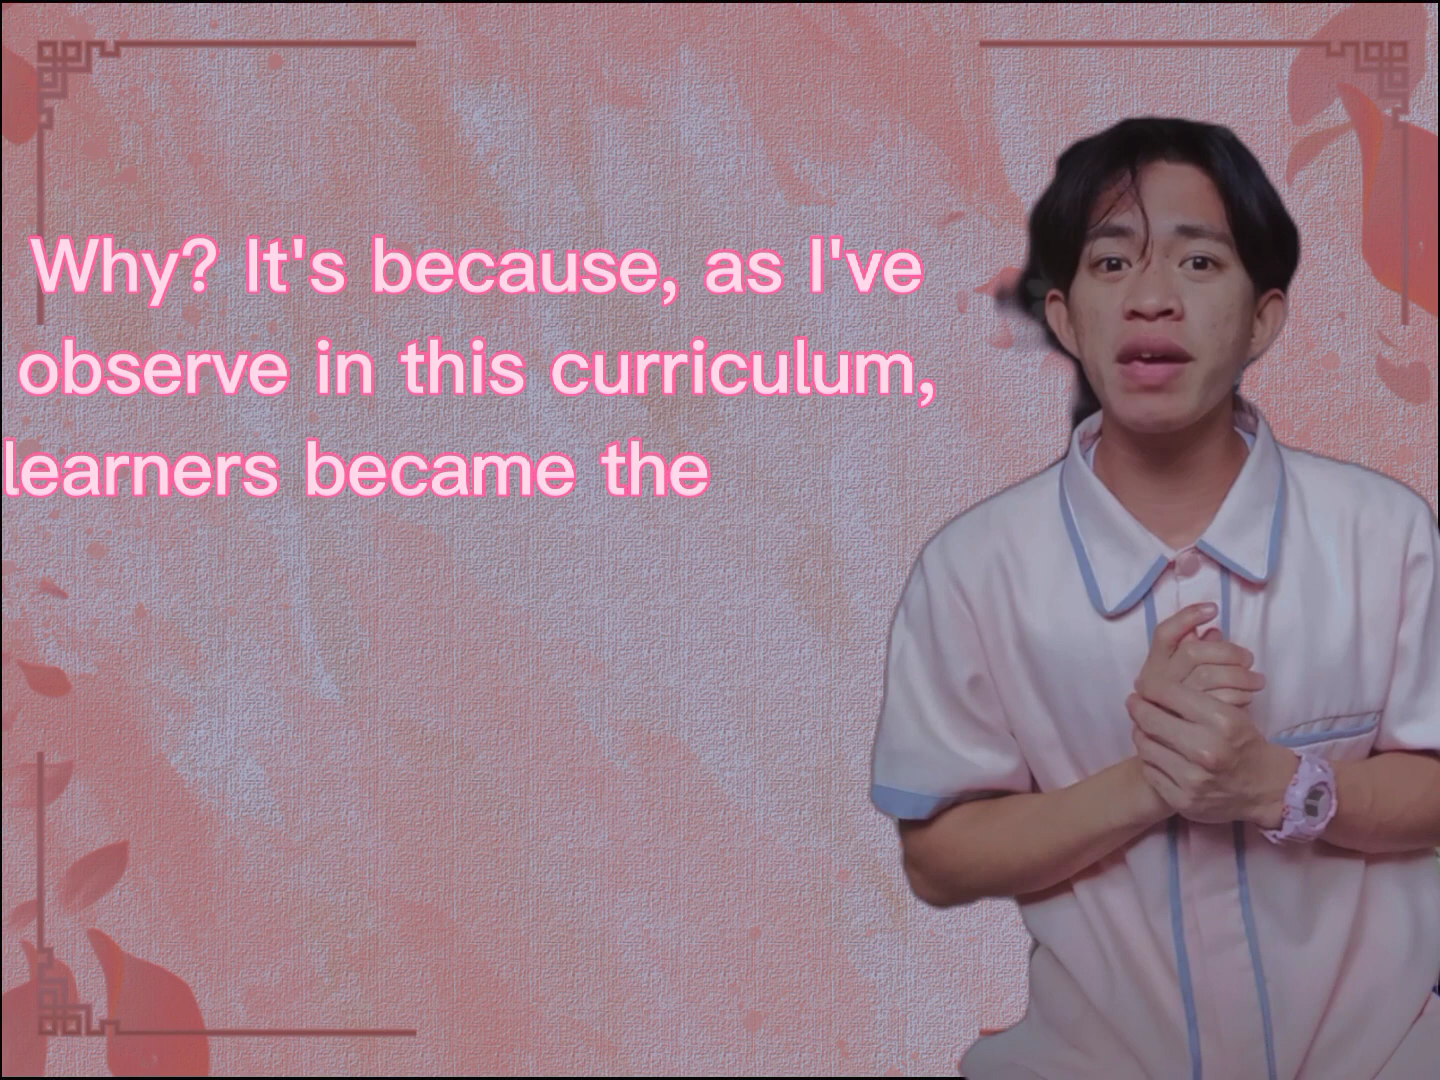 Why? It's because, as I've
observe in this curriculum,
learners became the